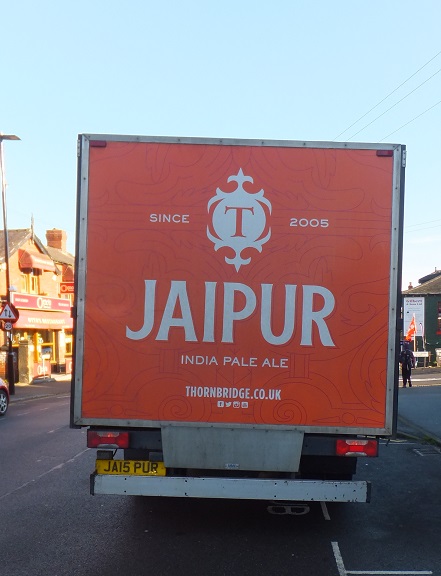 T
SINCE 2005
JAIPUR
INDIA PALE ALE
THORNBRIDGE.CO.UK
JA15 PUR